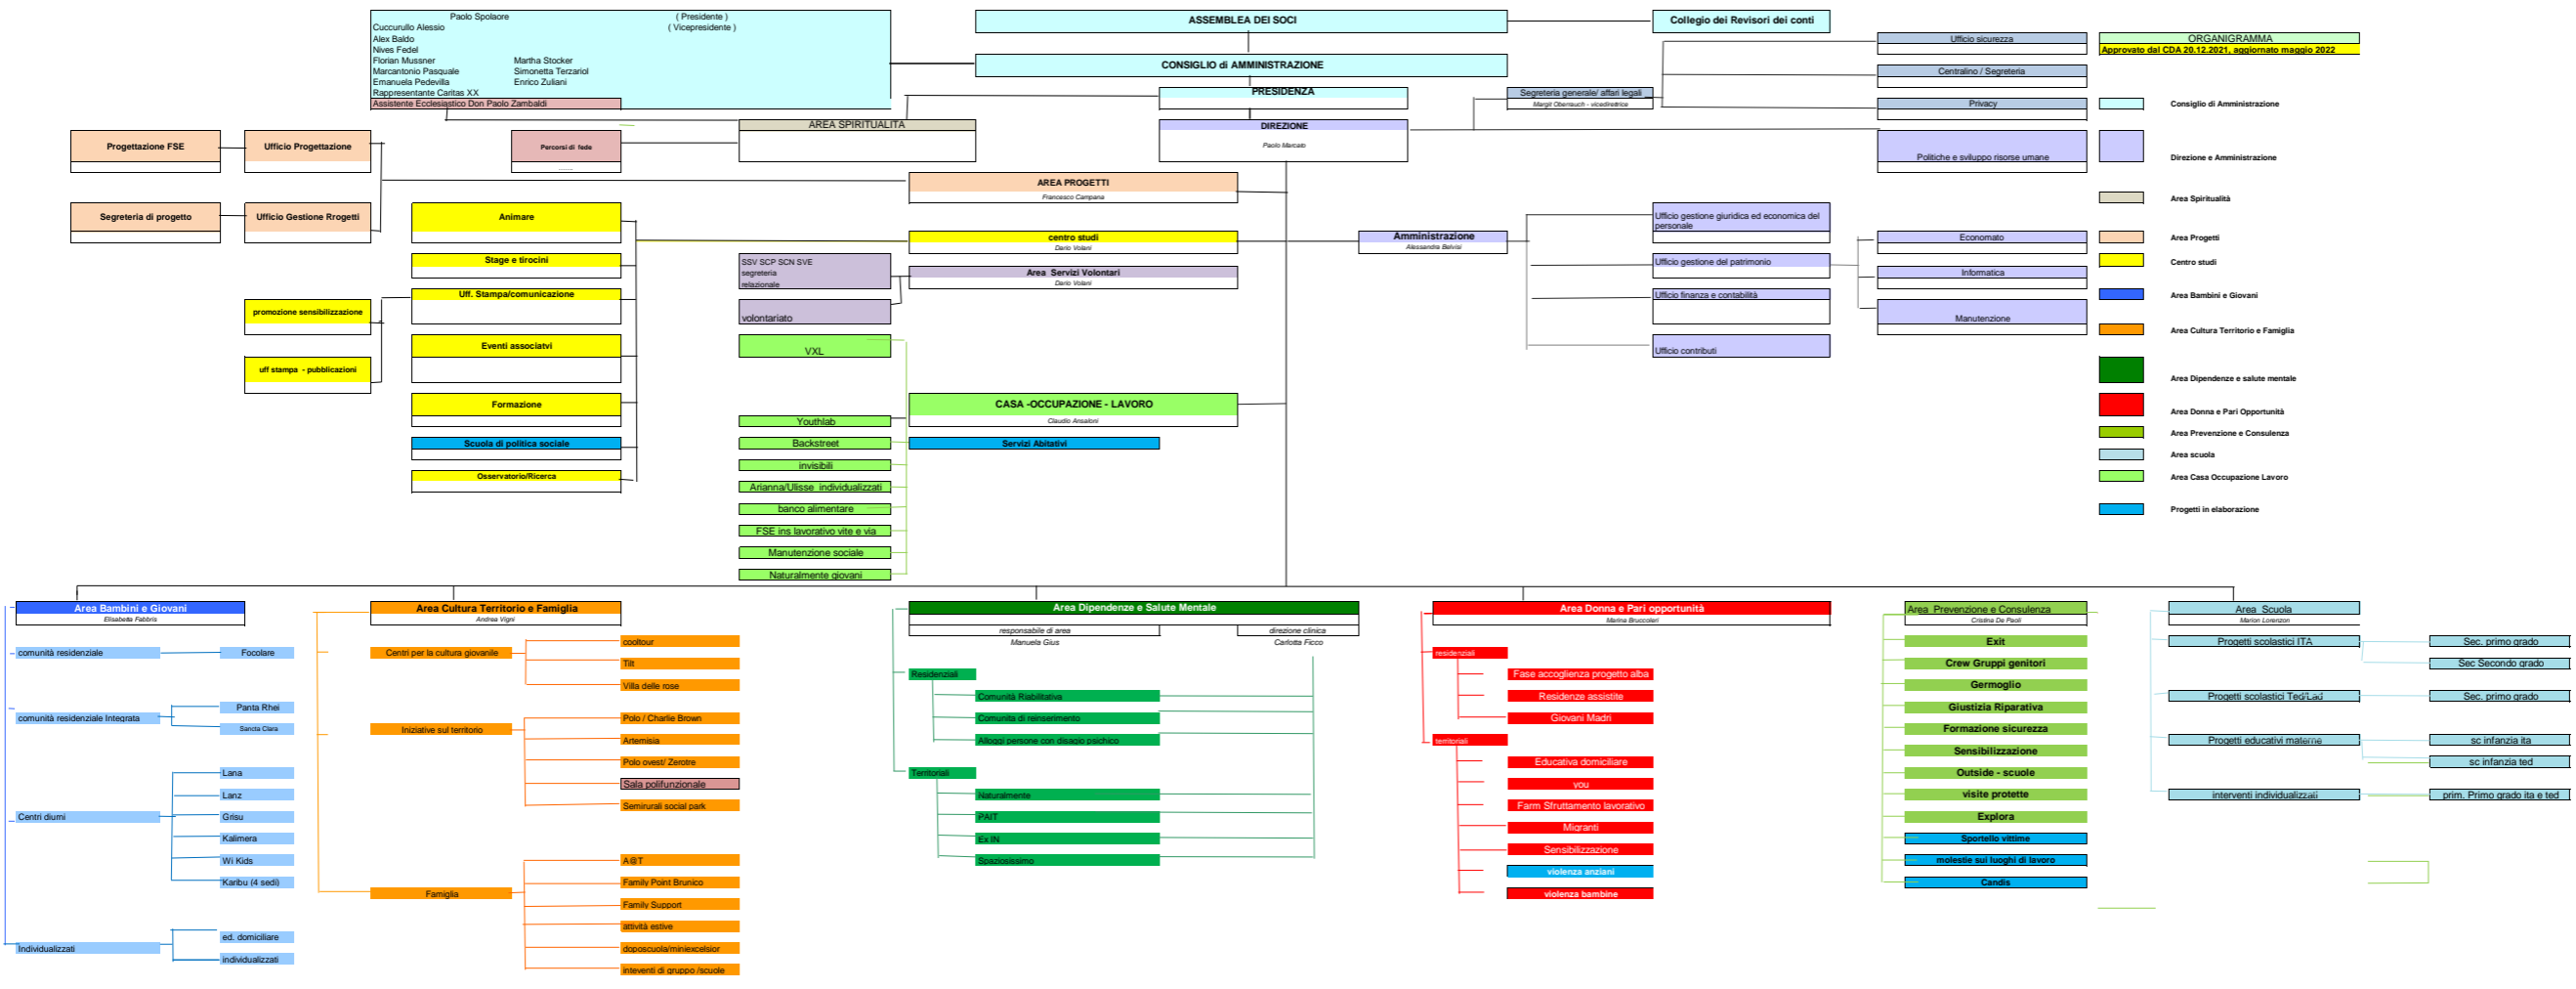 Paolo Spolaore ( Presidente )
Cuccurullo Alessio ( Vicepresidente )
Alex Baldo
Nives Fedel
Florian Mussner Martha Stocker
Marcantonio Pasquale Simonetta Terzariol
Emanuela Pedevilla Enrico Zuliani
Rappresentante Caritas XX
Assistente Ecclesiastico Don Paolo Zambaldi
ASSEMBLEA DEI SOCI
Collegio dei Revisori dei conti
CONSIGLIO di AMMINISTRAZIONE
PRESIDENZA
DIREZIONE
Paolo Marcato
Segreteria generale/ affari legali
Margit Oberrauch - vicedirettrice
Ufficio sicurezza
Centralino / Segreteria
Privacy
Politiche e sviluppo risorse umane
ORGANIGRAMMA
Approvato dal CDA 20.12.2021, aggiornato maggio 2022
Consiglio di Amministrazione
Direzione e Amministrazione
Area Spiritualità
Area Progetti
Centro studi
Area Bambini e Giovani
Area Cultura Territorio e Famiglia
Area Dipendenze e salute mentale
Area Donna e Pari Opportunità
Area Prevenzione e Consulenza
Area scuola
Area Casa Occupazione Lavoro
Progetti in elaborazione
AREA SPIRITUALITA
Percorsi di fede
Progettazione FSE
Ufficio Progettazione
Segreteria di progetto
Ufficio Gestione Rrogetti
AREA PROGETTI
Francesco Campana
centro studi
Dario Volani
Area Servizi Volontari
Dario Volani
SSV SCP SCN SVE
segreteria
relazionale
volontariato
Animare
Stage e tirocini
Uff. Stampa/comunicazione
promozione sensibilizzazione
uff stampa - pubblicazioni
Eventi associatvi
Formazione
Scuola di politica sociale
Osservatorio/Ricerca
Amministrazione
Alessandra Belvisi
Ufficio gestione giuridica ed economica del
personale
Ufficio gestione del patrimonio
Ufficio finanza e contabilità
Ufficio contributi
Economato
Informatica
Manutenzione
CASA -OCCUPAZIONE - LAVORO
Claudio Ansaloni
Servizi Abitativi
VXL
Youthlab
Backstreet
invisibili
Arianna/Ulisse individualizzati
banco alimentare
FSE ins lavorativo vite e via
Manutenzione sociale
Naturalmente giovani
Area Bambini e Giovani
Elisabetta Fabbris
comunità residenziale
Focolare
comunità residenziale Integrata
Panta Rhei
Sancta Clara
Centri diurni
Lana
Lanz
Grisu
Kalimera
Wi Kids
Karibu (4 sedi)
Individualizzati
ed. domiciliare
individualizzati
Area Cultura Territorio e Famiglia
Andrea Vigni
Centri per la cultura giovanile
cooltour
Tilt
Villa delle rose
Iniziative sul territorio
Polo / Charlie Brown
Artemisia
Polo ovest/ Zerotre
Sala polifunzionale
Semirurali social park
Famiglia
A@T
Family Point Brunico
Family Support
attività estive
doposcuola/miniexcelsior
inteventi di gruppo /scuole
Area Dipendenze e Salute Mentale
responsabile di area
Manuela Gius
direzione clinica
Carlotta Ficco
Residenziali
Comunità Riabilitativa
Comunita di reinserimento
Alloggi persone con disagio psichico
Territoriali
Naturalmente
PAIT
Ex IN
Spaziosissimo
Area Donna e Pari opportunità
Marina Bruccoleri
residenziali
Fase accoglienza progetto alba
Residenze assistite
Giovani Madri
territoriali
Educativa domiciliare
you
Farm Sfruttamento lavorativo
Migranti
Sensibilizzazione
violenza anziani
violenza bambine
Area Prevenzione e Consulenza
Cristina De Paoli
Exit
Crew Gruppi genitori
Germoglio
Giustizia Riparativa
Formazione sicurezza
Sensibilizzazione
Outside - scuole
visite protette
Explora
Sportello vittime
molestie sui luoghi di lavoro
Candis
Area Scuola
Marion Lorenzon
Progetti scolastici ITA
Sec. primo grado
Sec Secondo grado
Progetti scolastici Ted/Lad
Sec. primo grado
Progetti educativi materne
sc infanzia ita
sc infanzia ted
interventi individualizzati
prim. Primo grado ita e ted